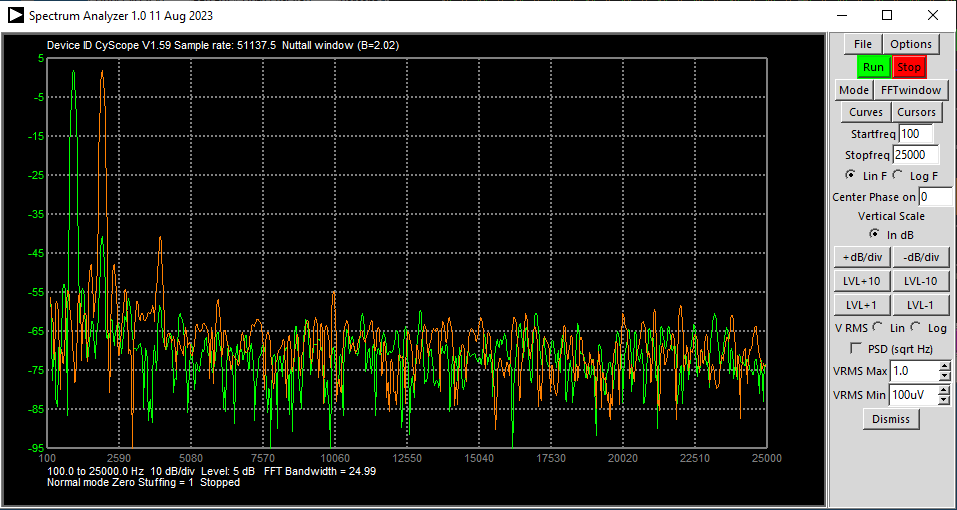 Spectrum Analyzer 1.0 11 Aug 2023
File Options
Run Stop
Mode FFTwindow
Curves Cursors
Startfreq 100
Stopfreq 25000
Lin F Log F
Center Phase on 0
Vertical Scale
In dB
+dB/div -dB/div
LVL+10 LVL-10
LVL+1 LVL-1
V RMS Lin Log
PSD (sqrt Hz)
VRMS Max 1.0
VRMS Min 100uV
Dismiss
Device ID CyScope V1.59 Sample rate: 51137.5 Nuttall window (B=2.02)
5
-5
-15
-25
-35
-45
-55
-65
-75
-85
-95
100 2590 5080 7570 10060 12550 15040 17530 20020 22510 25000
100.0 to 25000.0 Hz 10 dB/div Level: 5 dB FFT Bandwidth = 24.99
Normal mode Zero Stuffing = 1 Stopped